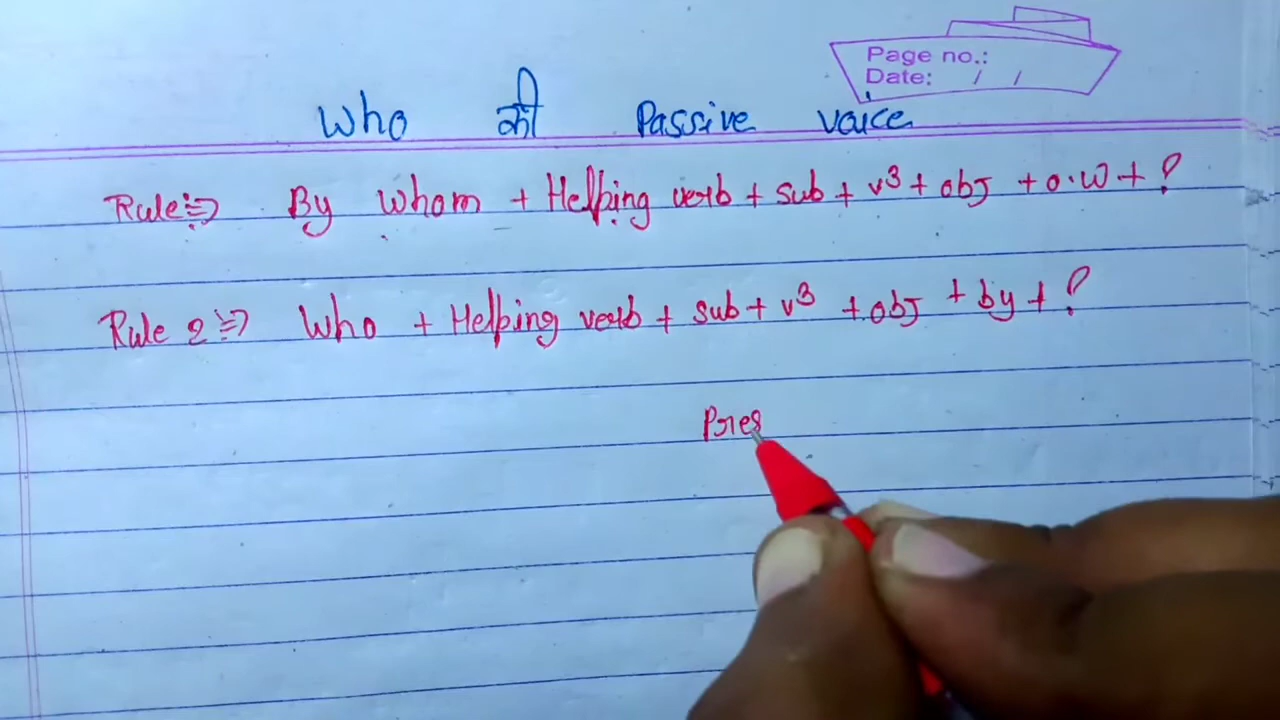 Page no.:
Date: / /
Who की Passive voice
Rule:⇒ By whom + Helping verb + sub + v³ + obj + o.w + ?
Rule 2⇒ Who + Helping verb + sub + v³ + obj + by + ?
Pres